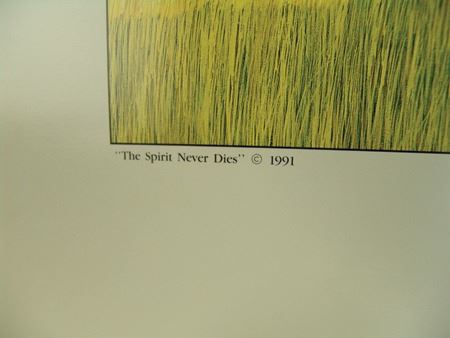 "The Spirit Never Dies" © 1991